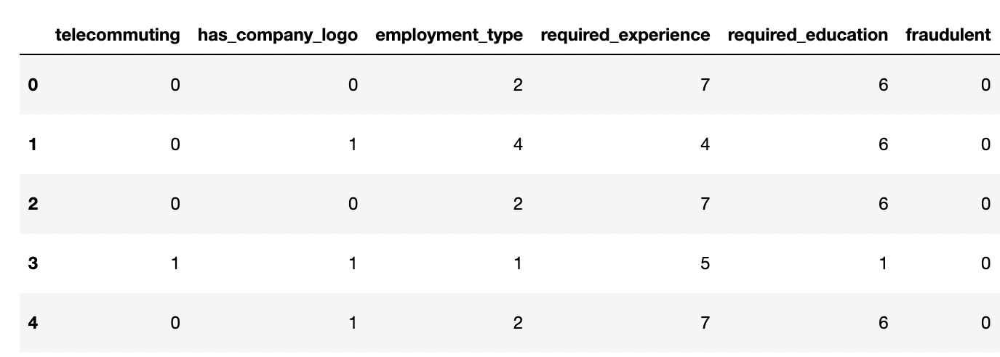 telecommuting has_company_logo employment_type required_experience required_education fraudulent
0 0 0 2 7 6 0
1 0 1 4 4 6 0
2 0 0 2 7 6 0
3 1 1 1 5 1 0
4 0 1 2 7 6 0